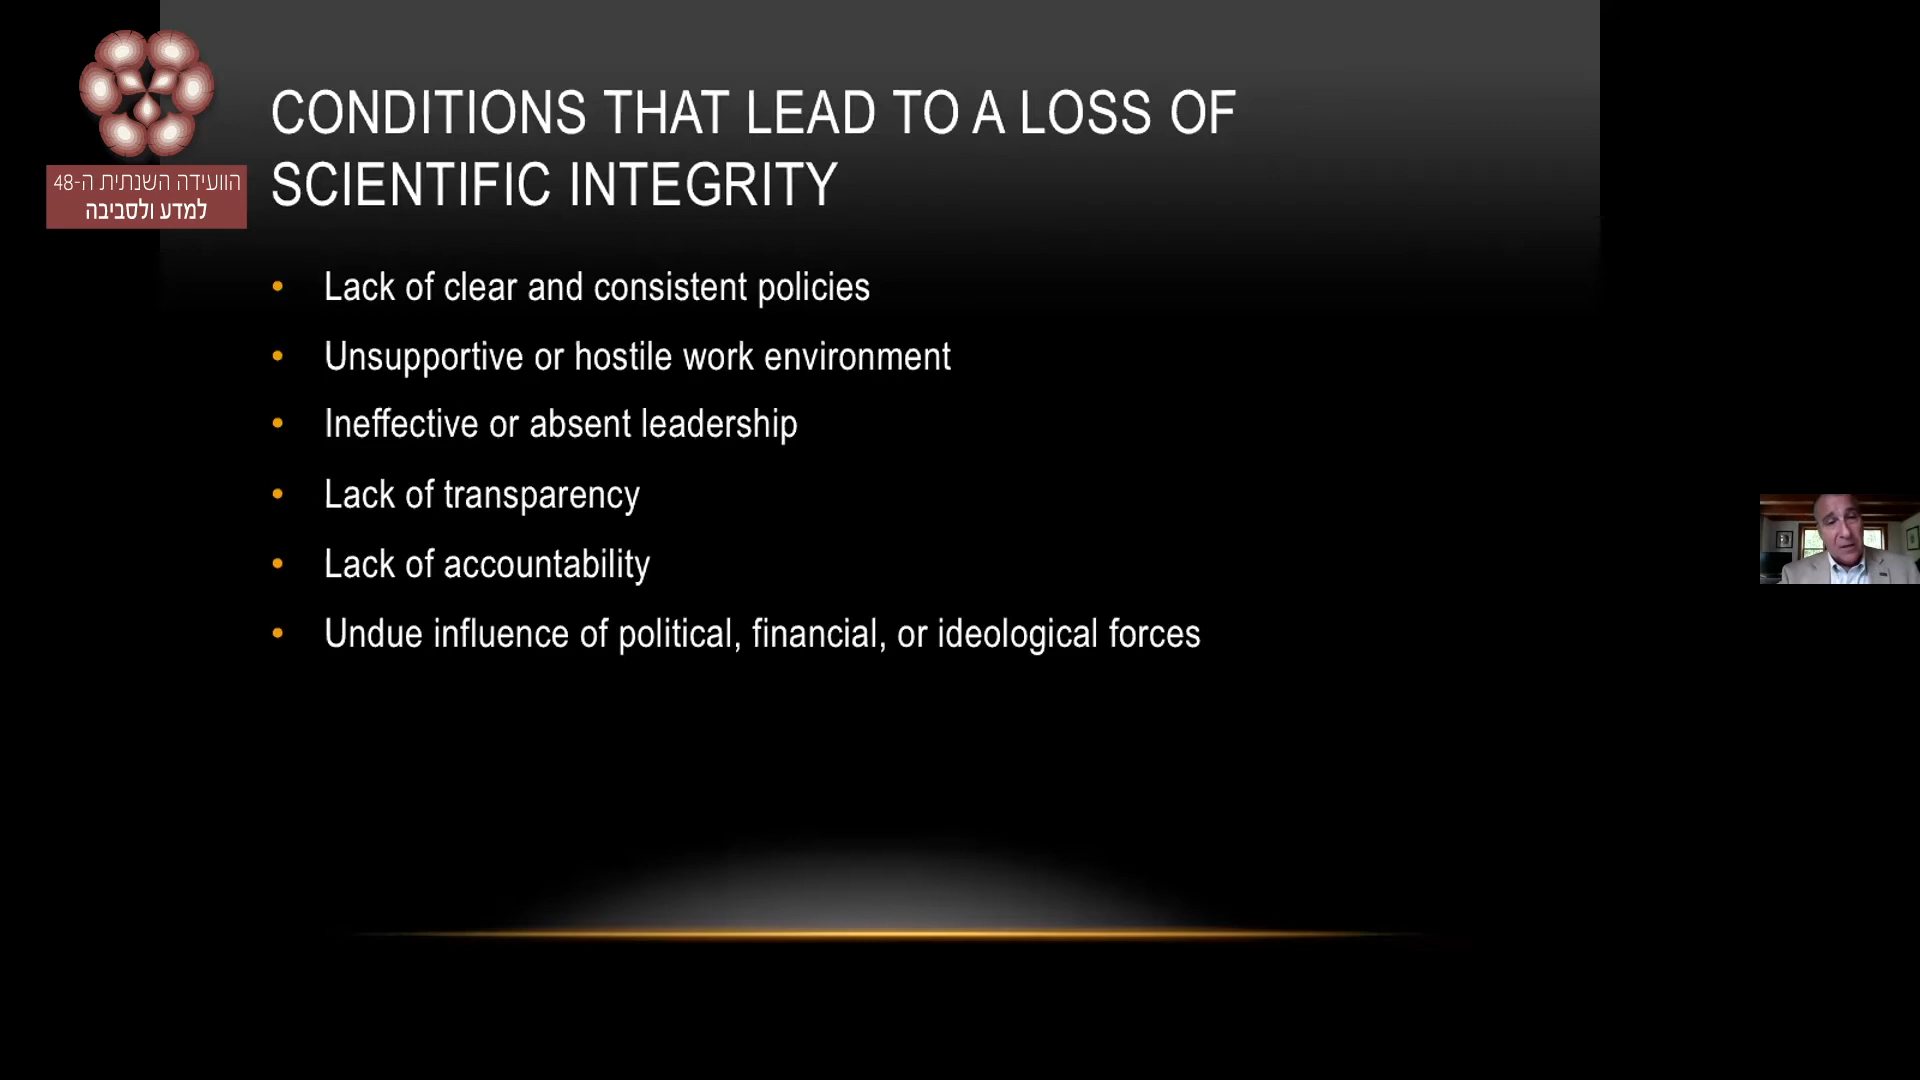 הוועידה השנתית ה-48
למדע ולסביבה
CONDITIONS THAT LEAD TO A LOSS OF
SCIENTIFIC INTEGRITY
• Lack of clear and consistent policies
• Unsupportive or hostile work environment
• Ineffective or absent leadership
• Lack of transparency
• Lack of accountability
• Undue influence of political, financial, or ideological forces